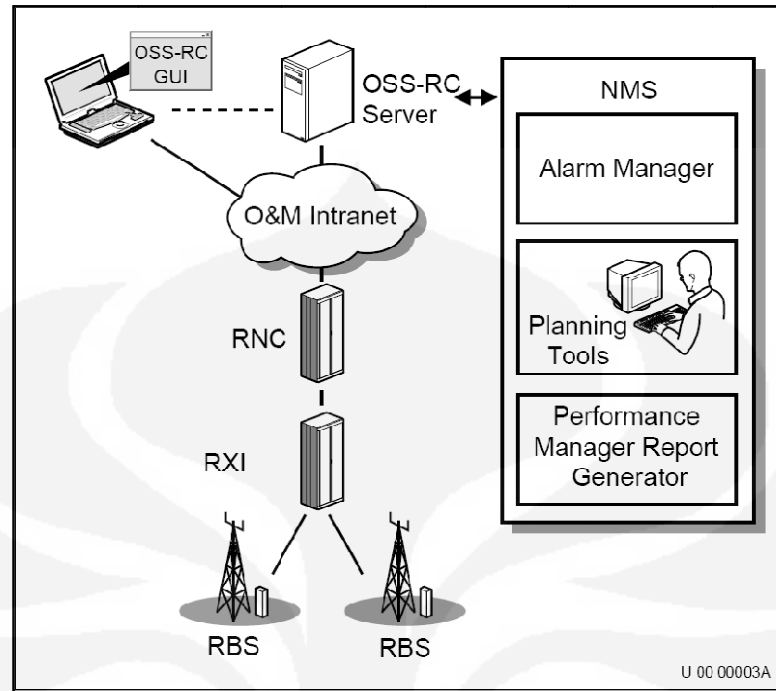 OSS-RC
GUI
OSS-RC
Server
NMS
Alarm Manager
O&M Intranet
Planning
Tools
RNC
Performance
Manager Report
Generator
RXI
RBS
RBS
U 00 00003A